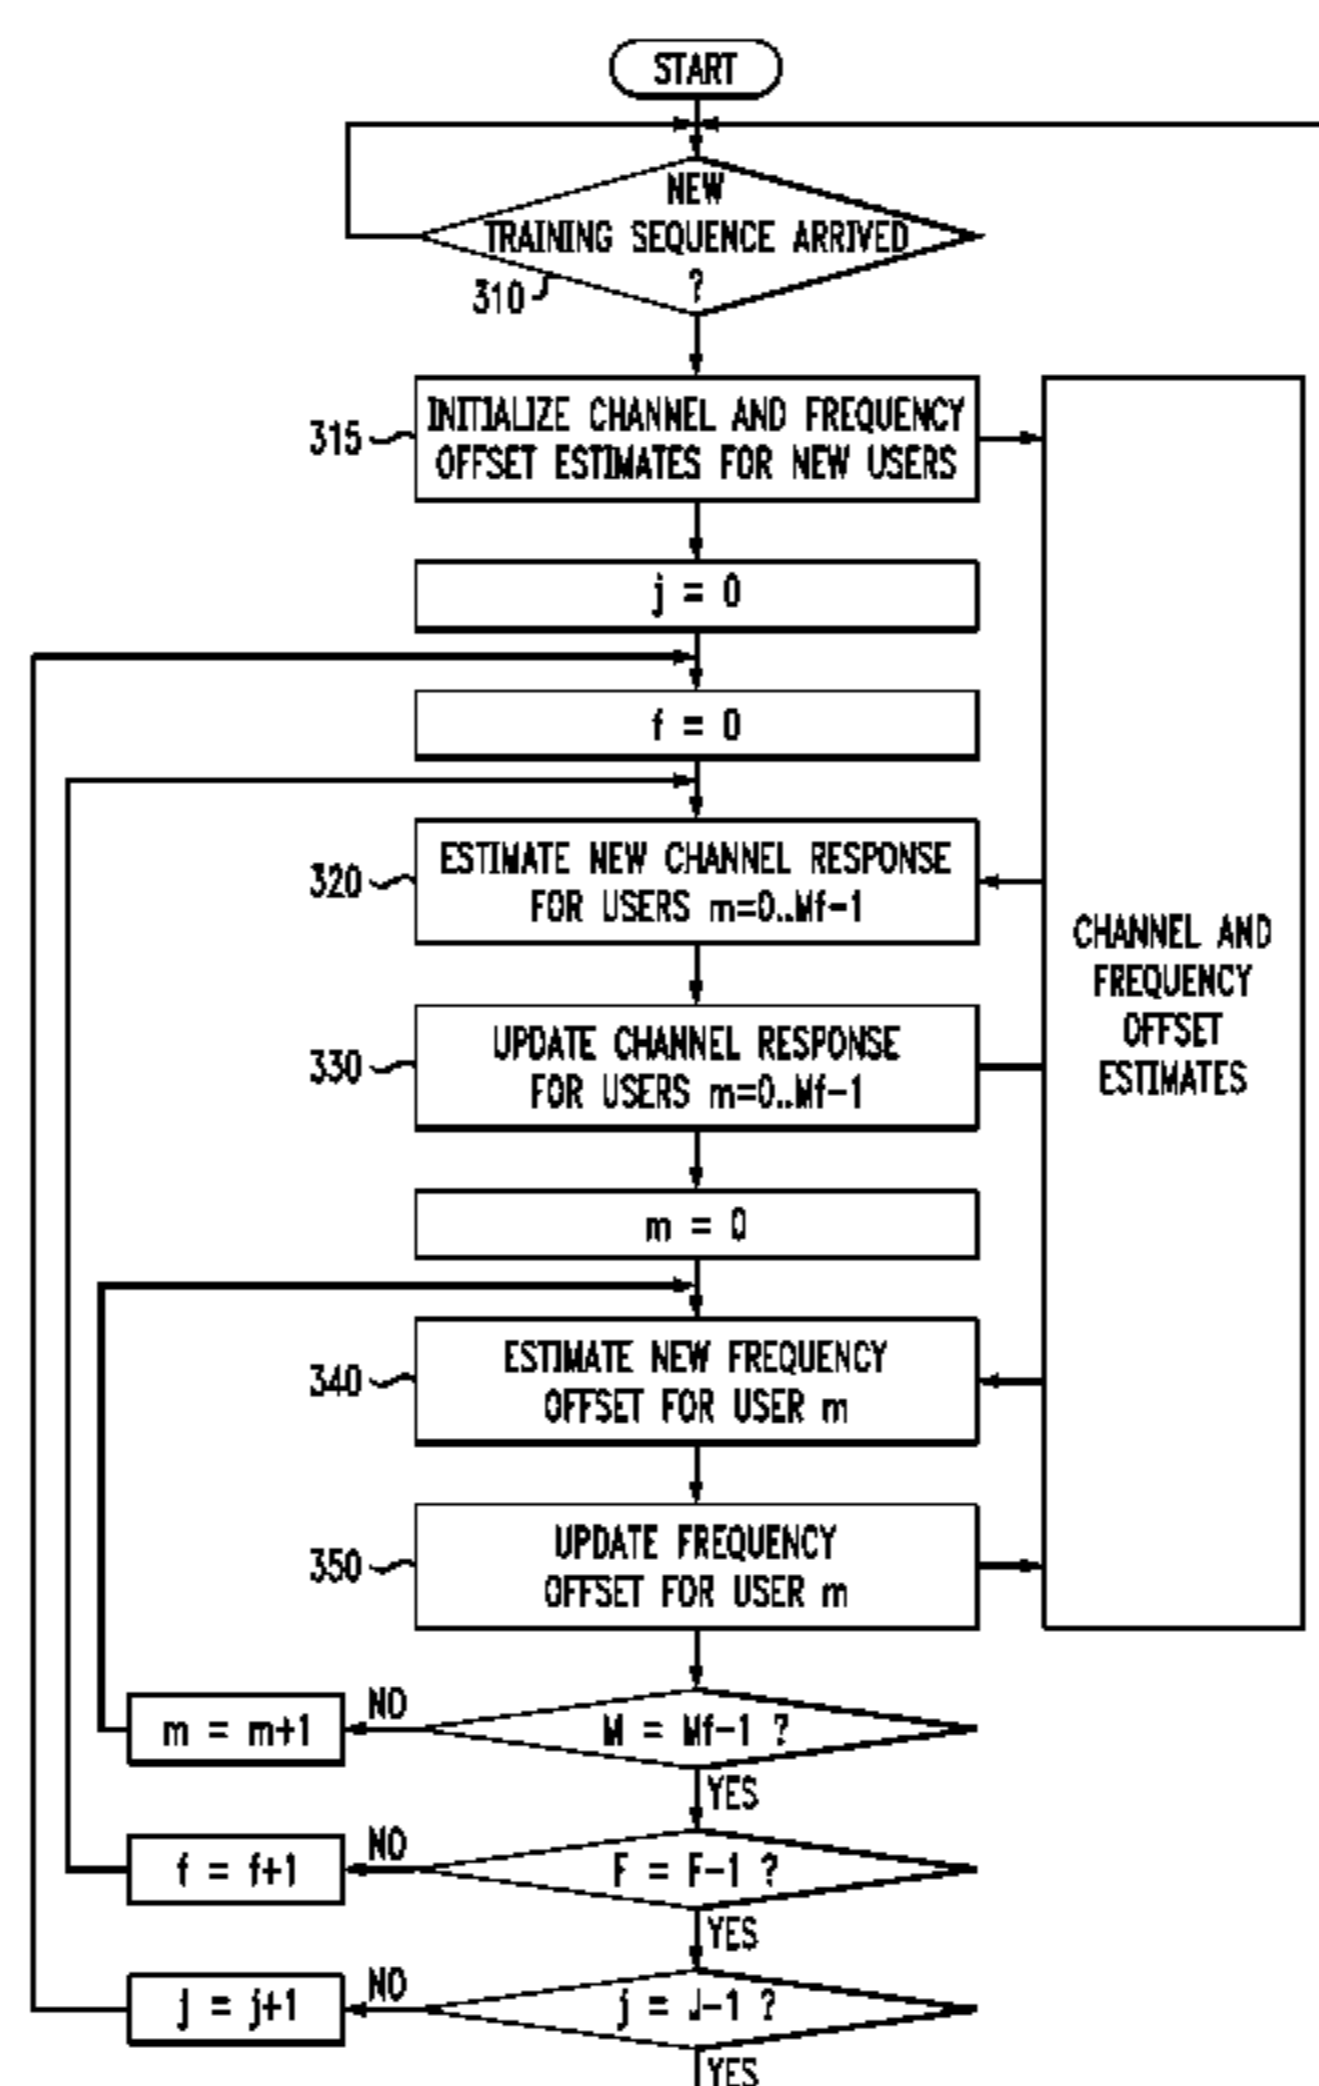 START
NEW
TRAINING SEQUENCE ARRIVED
?
310
315
INITIALIZE CHANNEL AND FREQUENCY
OFFSET ESTIMATES FOR NEW USERS
j = 0
f = 0
320
ESTIMATE NEW CHANNEL RESPONSE
FOR USERS m=0..Mf-1
CHANNEL AND
FREQUENCY
OFFSET
ESTIMATES
330
UPDATE CHANNEL RESPONSE
FOR USERS m=0..Mf-1
m = 0
340
ESTIMATE NEW FREQUENCY
OFFSET FOR USER m
350
UPDATE FREQUENCY
OFFSET FOR USER m
m = m+1
NO
M = Mf-1 ?
YES
f = f+1
NO
F = F-1 ?
YES
j = j+1
NO
j = J-1 ?
YES